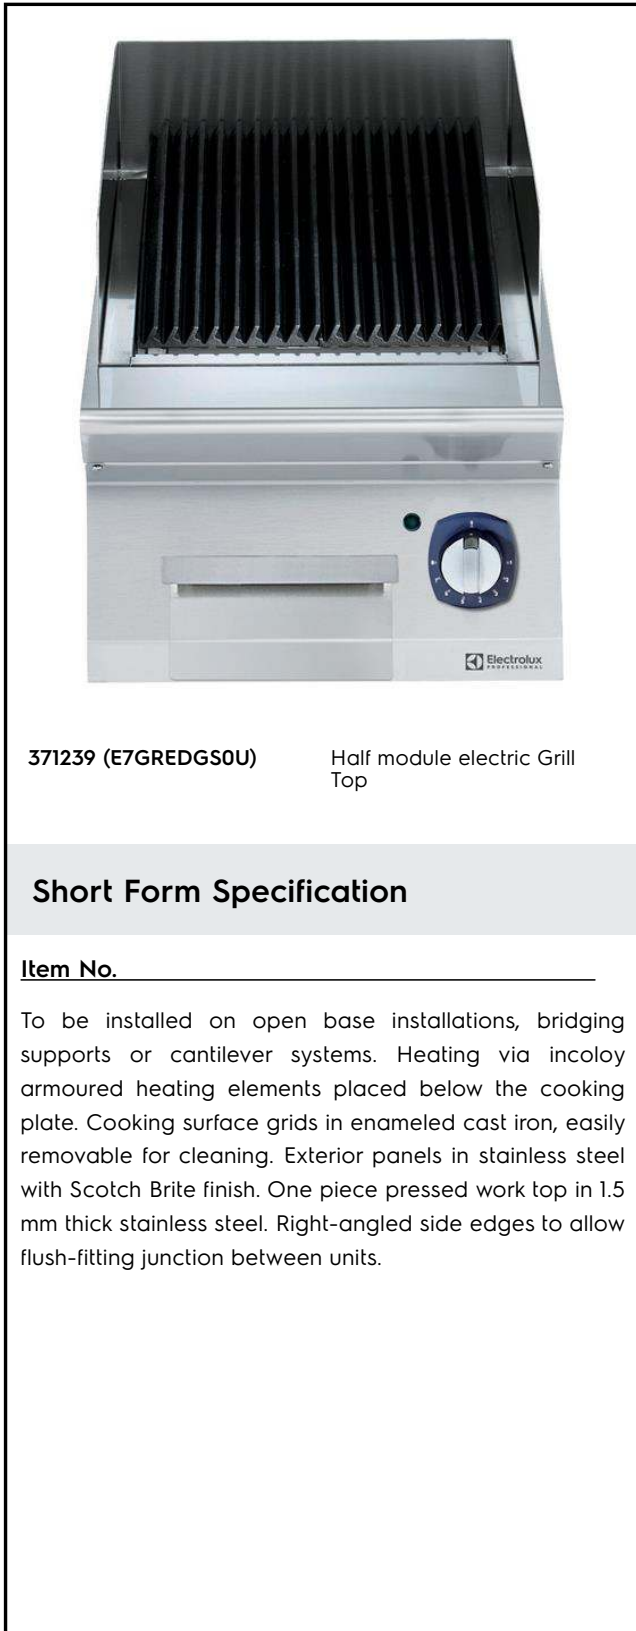 Electrolux
PROFESSIONAL
371239 (E7GREDGS0U)
Half module electric Grill
Top
Short Form Specification
Item No.
To be installed on open base installations, bridging
supports or cantilever systems. Heating via incoloy
armoured heating elements placed below the cooking
plate. Cooking surface grids in enameled cast iron, easily
removable for cleaning. Exterior panels in stainless steel
with Scotch Brite finish. One piece pressed work top in 1.5
mm thick stainless steel. Right-angled side edges to allow
flush-fitting junction between units.